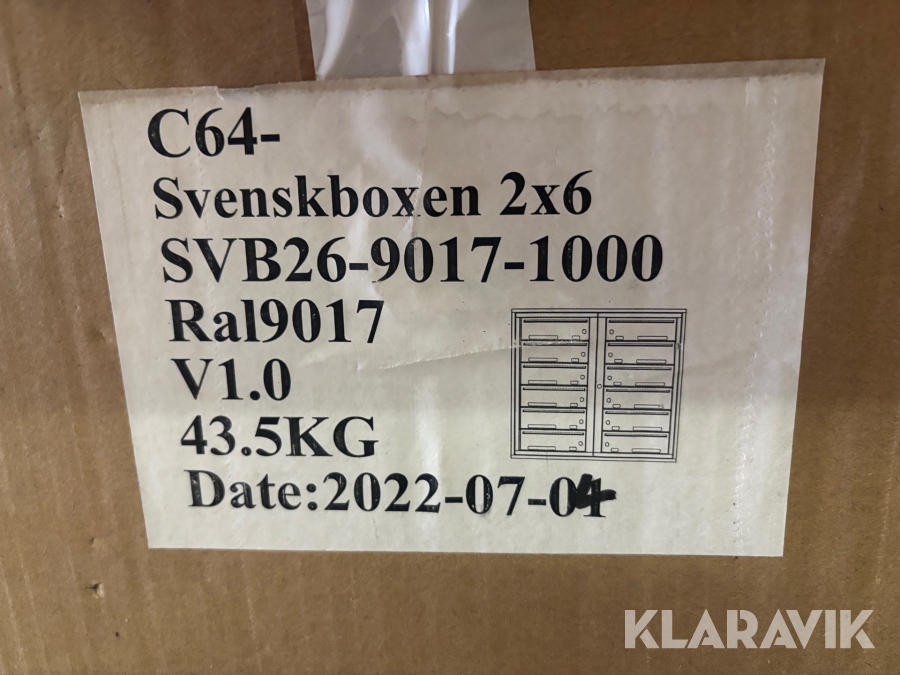 C64-
Svenskboxen 2x6
SVB26-9017-1000
Ral9017
V1.0
43.5KG
Date:2022-07-04
KLARAVIK